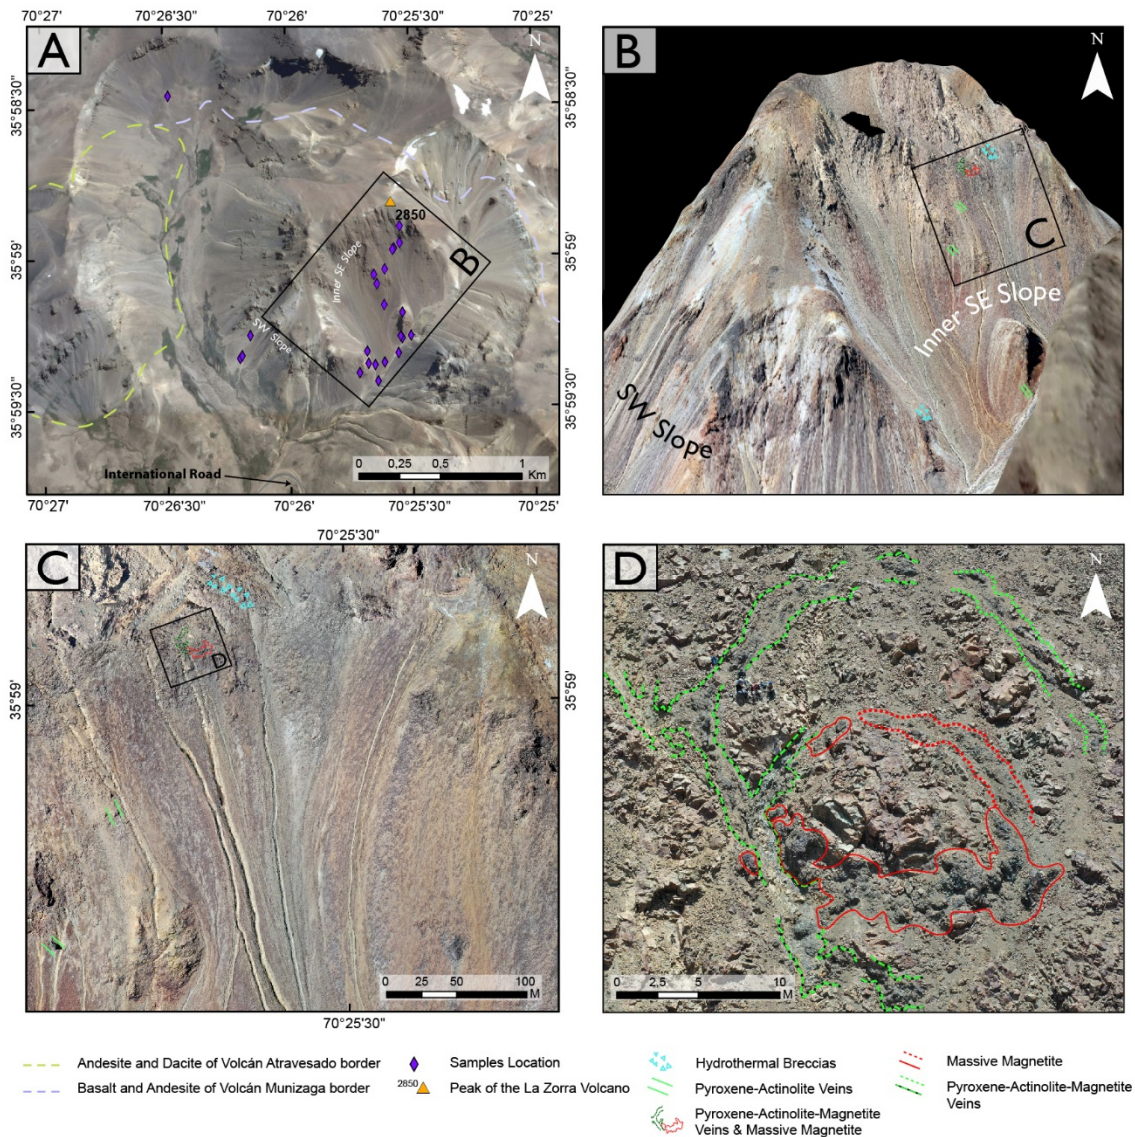 70°27' 70°26'30" 70°26' 70°25'30" 70°25'
A
N
B
N
35°58'30"
35°58'30"
2850
35°59'
Inner SE Slope
B
35°59'
C
SW Slope
Inner SE Slope
35°59'30"
35°59'30"
SW Slope
International Road
0 0,25 0,5 1
Km
70°27' 70°26'30" 70°26' 70°25'30" 70°25'
70°25'30"
C
N
D
N
D
35°59'
35°59'
0 25 50 100
M
0 2,5 5 10
M
70°25'30"
Andesite and Dacite of Volcán Atravesado border
Basalt and Andesite of Volcán Munizaga border
Samples Location
2850 Peak of the La Zorra Volcano
Hydrothermal Breccias
Pyroxene-Actinolite Veins
Pyroxene-Actinolite-Magnetite
Veins & Massive Magnetite
Massive Magnetite
Pyroxene-Actinolite-Magnetite
Veins